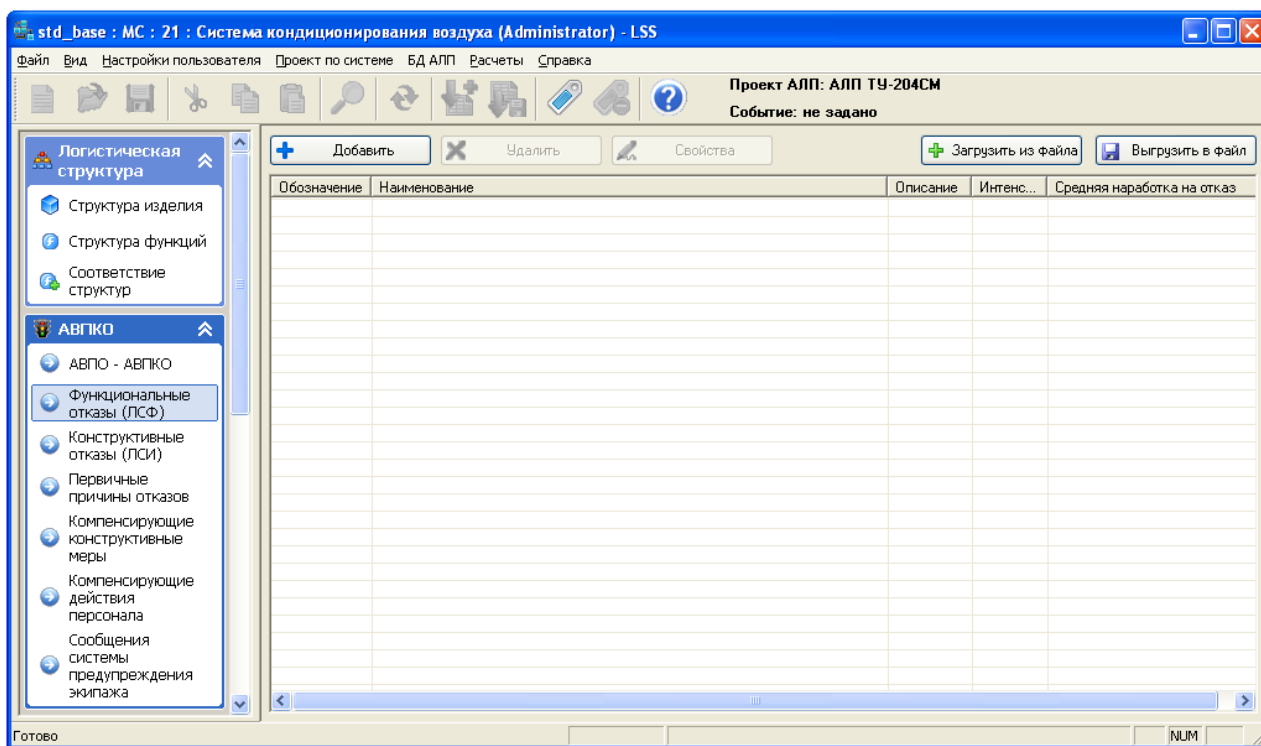 std_base : МС : 21 : Система кондиционирования воздуха (Administrator) - LSS
Файл Вид Настройки пользователя Проект по системе БД АЛП Расчеты Справка
Проект АЛП: АЛП ТУ-204СМ
Событие: не задано
Логистическая
структура
Структура изделия
Структура функций
Соответствие
структур
АВПКО
АВПО - АВПКО
Функциональные
отказы (ЛСФ)
Конструктивные
отказы (ЛСИ)
Первичные
причины отказов
Компенсирующие
конструктивные
меры
Компенсирующие
действия
персонала
Сообщения
системы
предупреждения
экипажа
Добавить Удалить Свойства Загрузить из файла Выгрузить в файл
Обозначение Наименование Описание Интенс... Средняя наработка на отказ
Готово NUM